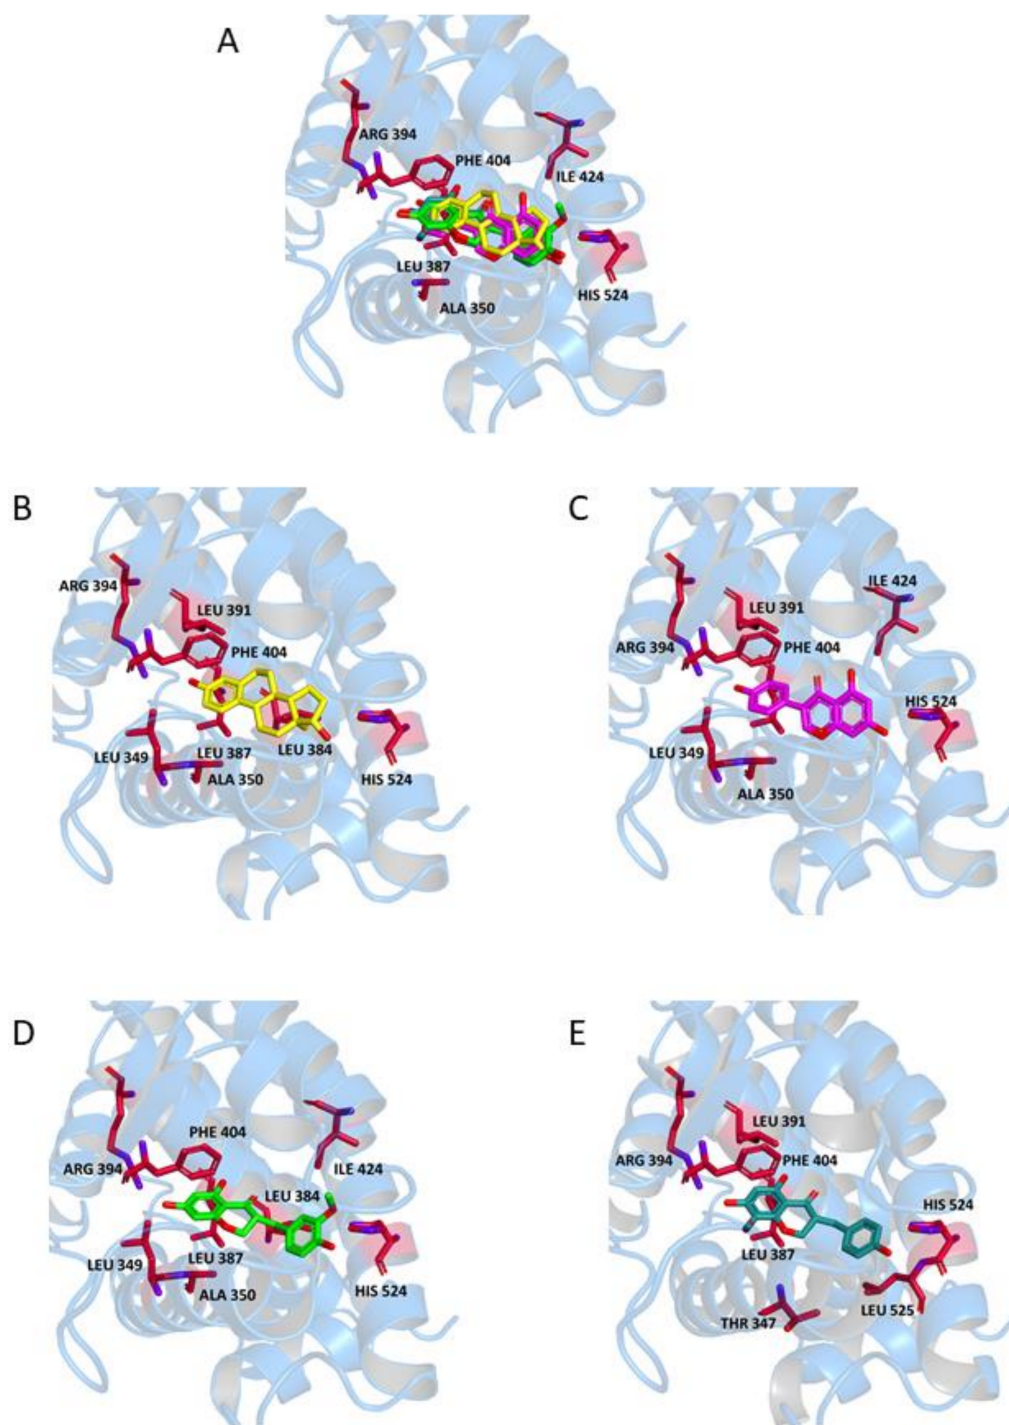 A
ARG 394
PHE 404
ILE 424
LEU 387
HIS 524
ALA 350
B
ARG 394
LEU 391
PHE 404
LEU 349
LEU 387
LEU 384
ALA 350
HIS 524
C
ILE 424
LEU 391
ARG 394
PHE 404
HIS 524
LEU 349
ALA 350
D
PHE 404
ARG 394
ILE 424
LEU 384
LEU 387
LEU 349
ALA 350
HIS 524
E
LEU 391
ARG 394
PHE 404
HIS 524
LEU 387
LEU 525
THR 347